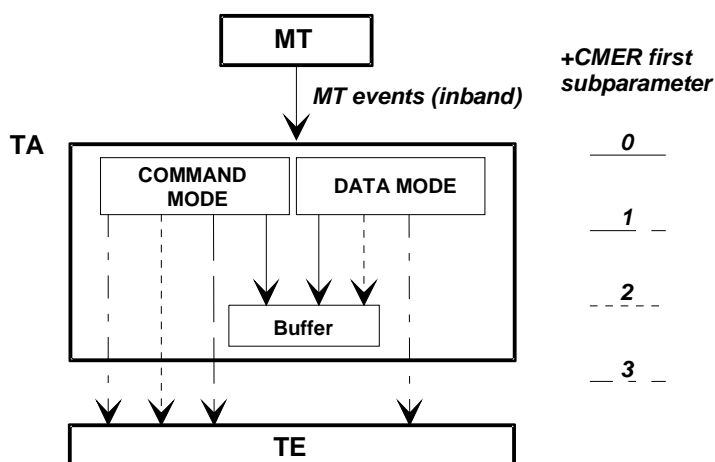 MT
+CMER first
subparameter
MT events (inband)
TA
0
COMMAND
MODE
DATA MODE
1
2
Buffer
3
TE